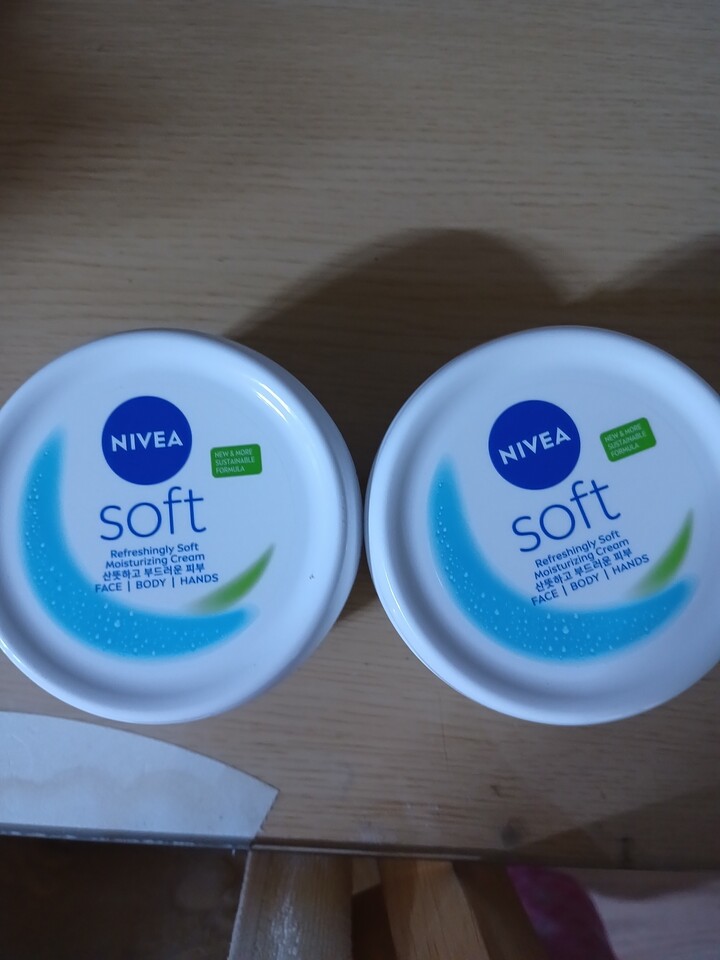 NIVEA
NEW & MORE
SUSTAINABLE
FORMULA
soft
Refreshingly Soft
Moisturizing Cream
산뜻하고 부드러운 피부
FACE | BODY | HANDS
NIVEA
NEW & MORE
SUSTAINABLE
FORMULA
soft
Refreshingly Soft
Moisturizing Cream
산뜻하고 부드러운 피부
FACE | BODY | HANDS